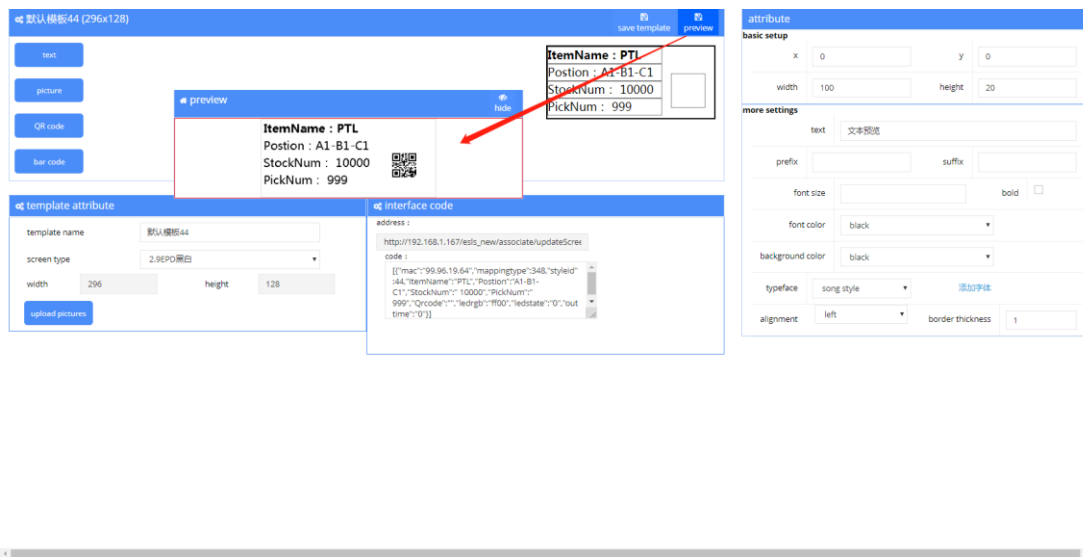 默认模板44 (296x128)
save template
preview
text
picture
QR code
bar code
ItemName : PTL
Postion : A1-B1-C1
StockNum : 10000
PickNum : 999
preview
hide
ItemName : PTL
Postion : A1-B1-C1
StockNum : 10000
PickNum : 999
template attribute
template name 默认模板44
screen type 2.9EPD黑白
width 296 height 128
upload pictures
interface code
address :
http://192.168.1.167/esls_new/associate/updateScree
code :
[{"mac":"99.96.19.64","mappingtype":348,"styleid"
:44,"ItemName":"PTL","Postion":"A1-B1-
C1","StockNum":" 10000","PickNum":"
999","Qrcode":"","ledrgb":"ff00","ledstate":"0","out
time":"0"}]
attribute
basic setup
x 0 y 0
width 100 height 20
more settings
text 文本预览
prefix suffix
font size bold
font color black
background color black
typeface song style 添加字体
alignment left border thickness 1